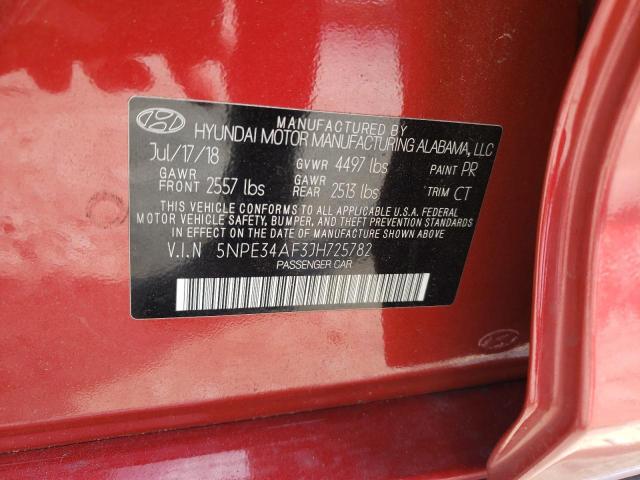 MANUFACTURED BY
HYUNDAI MOTOR MANUFACTURING ALABAMA, LLC
Jul/17/18 GVWR 4497 lbs PAINT PR
GAWR FRONT 2557 lbs GAWR REAR 2513 lbs TRIM CT
THIS VEHICLE CONFORMS TO ALL APPLICABLE U.S.A. FEDERAL
MOTOR VEHICLE SAFETY, BUMPER, AND THEFT PREVENTION STANDARDS
IN EFFECT ON THE DATE OF MANUFACTURE SHOWN ABOVE
V.I.N 5NPE34AF3JH725782
PASSENGER CAR